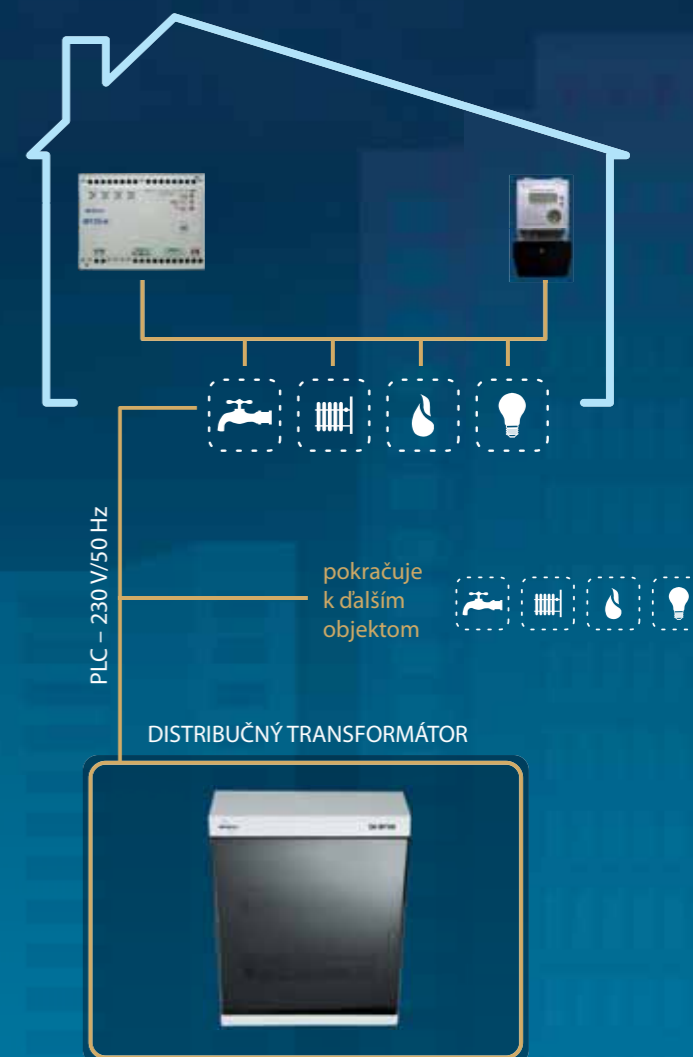 PLC – 230 V/50 Hz
pokračuje
k ďalším
objektom
DISTRIBUČNÝ TRANSFORMÁTOR